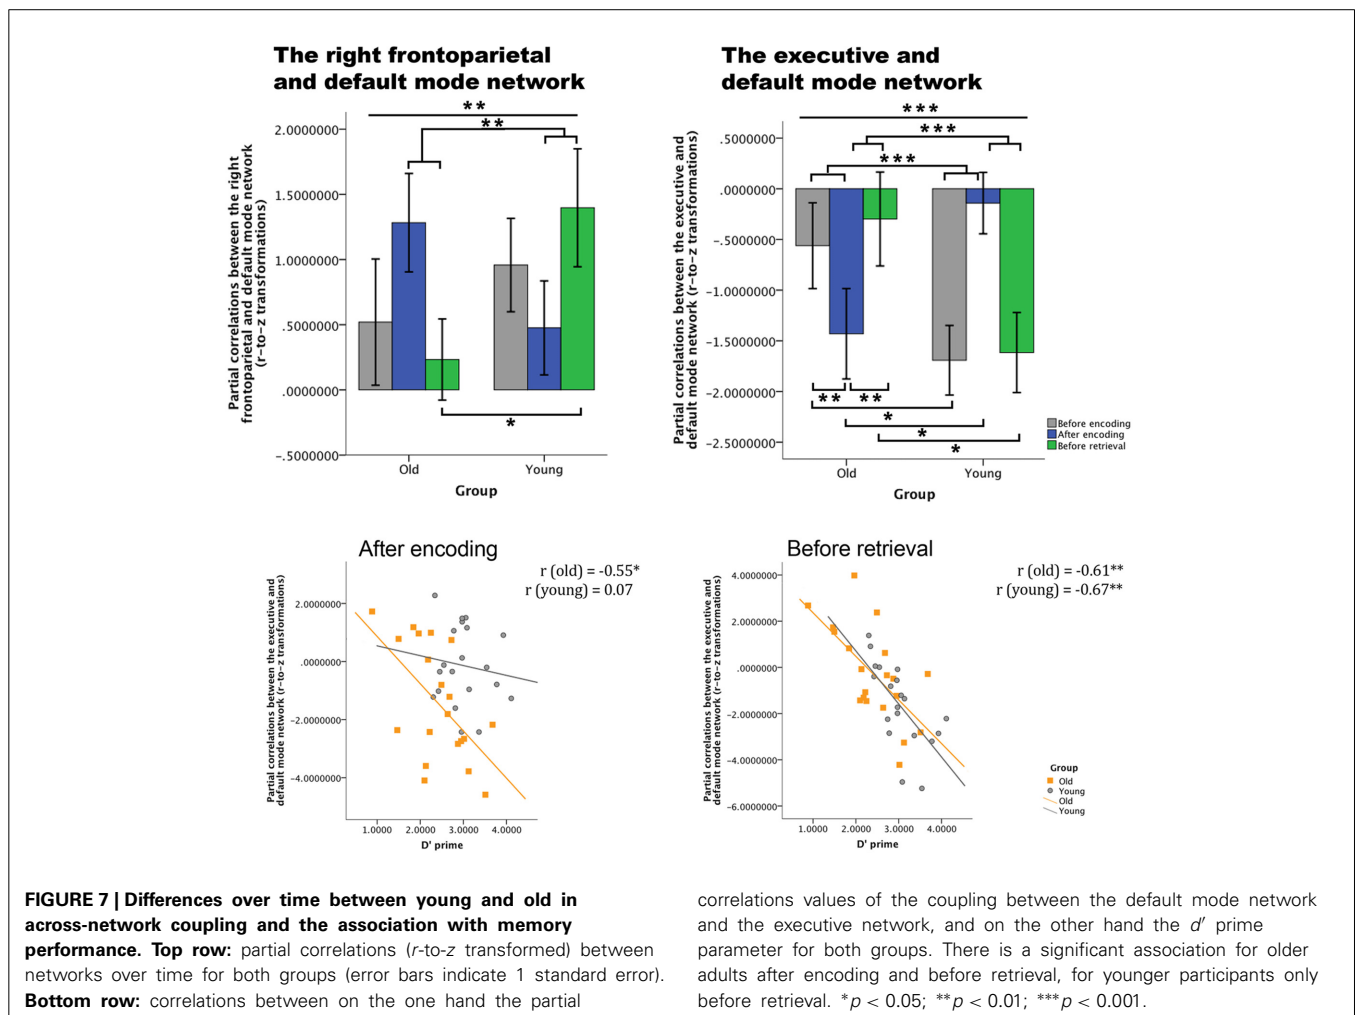 The right frontoparietal
and default mode network
Partial correlations between the right
frontoparietal and default mode network
(r-to-z transformations)
**
**
2.0000000
1.5000000
1.0000000
.5000000
.0000000
-.5000000
*
Old
Young
Group
The executive and
default mode network
Partial correlations between the executive and
default mode network (r-to-z transformations)
***
***
***
.5000000
.0000000
-.5000000
-1.0000000
-1.5000000
-2.0000000
-2.5000000
**
**
*
*
*
Old
Young
Group
Before encoding
After encoding
Before retrieval
After encoding
r (old) = -0.55*
r (young) = 0.07
Partial correlations between the executive and
default mode network (r-to-z transformations)
2.0000000
.0000000
-2.0000000
-4.0000000
1.0000
2.0000
3.0000
4.0000
D' prime
Before retrieval
r (old) = -0.61**
r (young) = -0.67**
Partial correlations between the executive and
default mode network (r-to-z transformations)
4.0000000
2.0000000
.0000000
-2.0000000
-4.0000000
-6.0000000
1.0000
2.0000
3.0000
4.0000
D' prime
Group
Old
Young
Old
Young
FIGURE 7 | Differences over time between young and old in
across-network coupling and the association with memory
performance. Top row: partial correlations (r-to-z transformed) between
networks over time for both groups (error bars indicate 1 standard error).
Bottom row: correlations between on the one hand the partial
correlations values of the coupling between the default mode network
and the executive network, and on the other hand the d′ prime
parameter for both groups. There is a significant association for older
adults after encoding and before retrieval, for younger participants only
before retrieval. *p < 0.05; **p < 0.01; ***p < 0.001.